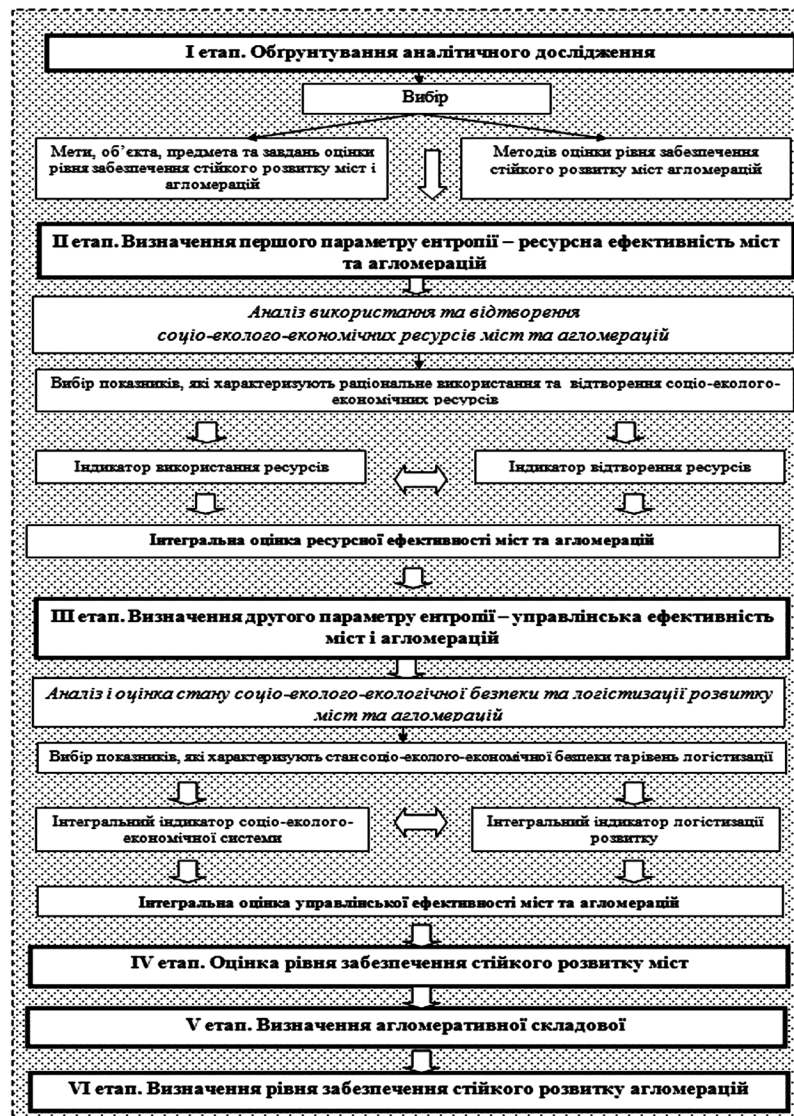 І етап. Обґрунтування аналітичного дослідження
Вибір
Мети, об’єкта, предмета та завдань оцінки
рівня забезпечення стійкого розвитку міст і
агломерацій
Методів оцінки рівня забезпечення
стійкого розвитку міст агломерацій
ІІ етап. Визначення першого параметру ентропії – ресурсна ефективність міст
та агломерацій
Аналіз використання та відтворення
соціо-еколого-економічних ресурсів міст та агломерацій
Вибір показників, які характеризують раціональне використання та відтворення соціо-еколого-
економічних ресурсів
Індикатор використання ресурсів
Індикатор відтворення ресурсів
Інтегральна оцінка ресурсної ефективності міст та агломерацій
ІІІ етап. Визначення другого параметру ентропії – управлінська ефективність
міст і агломерацій
Аналіз і оцінка стану соціо-еколого-екологічної безпеки та логістизації розвитку
міст та агломерацій
Вибір показників, які характеризують стан соціо-еколого-економічної безпеки та рівень логістизації
Інтегральний індикатор соціо-еколого-
економічної системи
Інтегральний індикатор логістизації
розвитку
Інтегральна оцінка управлінської ефективності міст та агломерацій
IV етап. Оцінка рівня забезпечення стійкого розвитку міст
V етап. Визначення агломеративної складової
VI етап. Визначення рівня забезпечення стійкого розвитку агломерацій